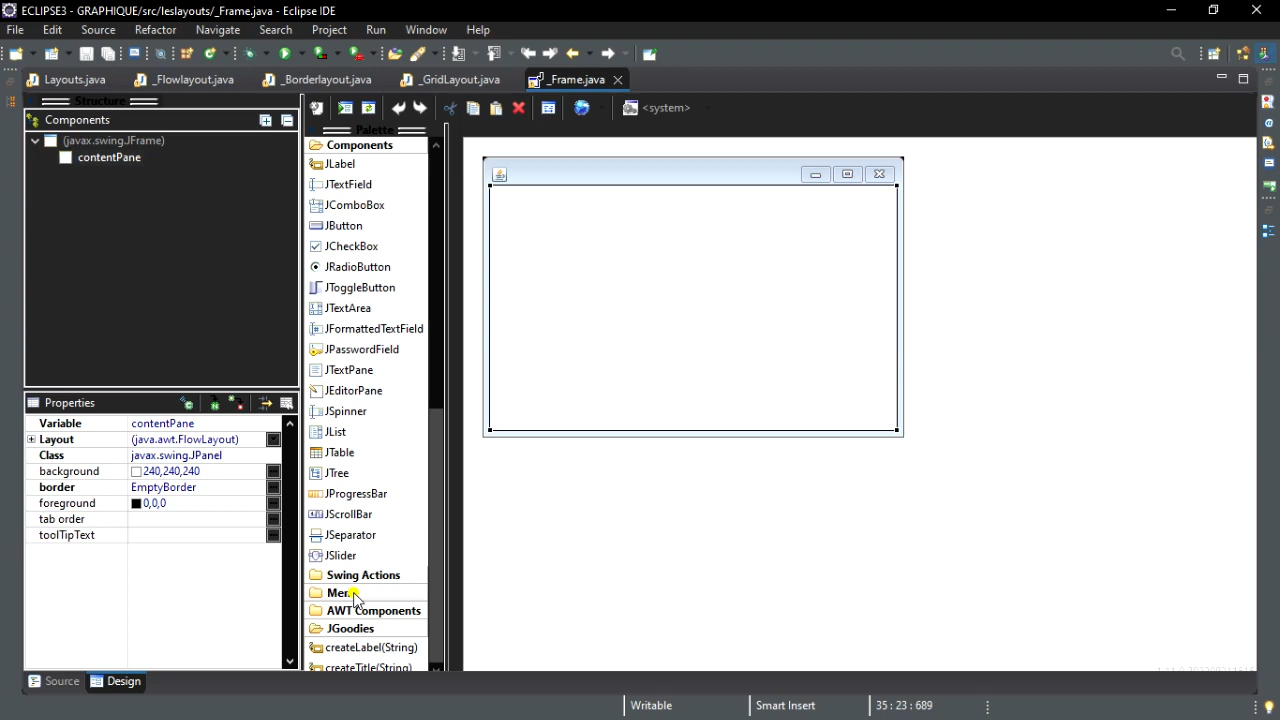 ECLIPSE3 - GRAPHIQUE/src/leslayouts/_Frame.java - Eclipse IDE
File Edit Source Refactor Navigate Search Project Run Window Help
Layouts.java _Flowlayout.java _Borderlayout.java _GridLayout.java _Frame.java
Structure
Components
(javax.swing.JFrame)
contentPane
Properties
Variable contentPane
Layout (java.awt.FlowLayout)
Class javax.swing.JPanel
background 240,240,240
border EmptyBorder
foreground 0,0,0
tab order
toolTipText
<system>
Palette
Components
JLabel
JTextField
JComboBox
JButton
JCheckBox
JRadioButton
JToggleButton
JTextArea
JFormattedTextField
JPasswordField
JTextPane
JEditorPane
JSpinner
JList
JTable
JTree
JProgressBar
JScrollBar
JSeparator
JSlider
Swing Actions
AWT Components
JGoodies
createLabel(String)
createTitle(String)
Source Design
Writable Smart Insert 35 : 23 : 689